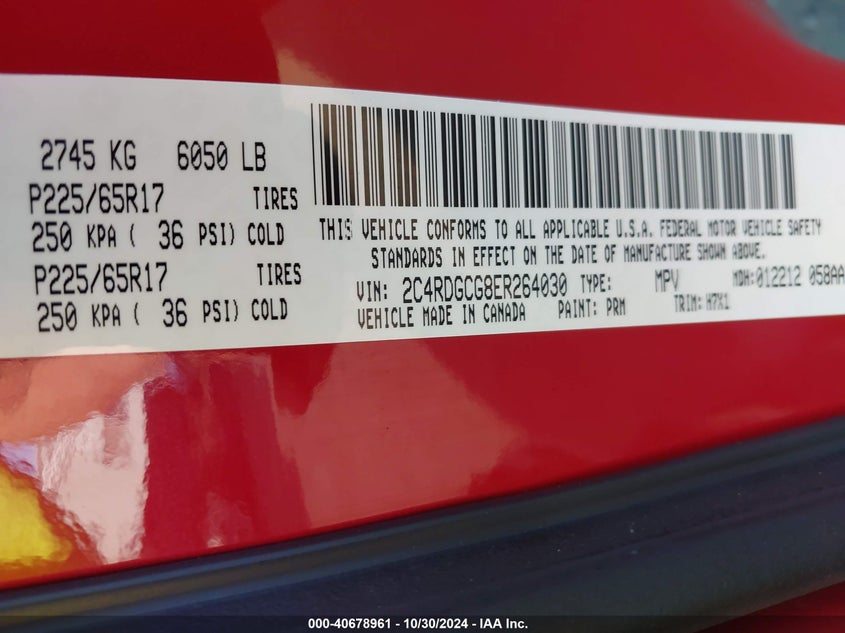 2745 KG 6050 LB
P225/65R17 TIRES
250 KPA ( 36 PSI) COLD
P225/65R17 TIRES
250 KPA ( 36 PSI) COLD
THIS VEHICLE CONFORMS TO ALL APPLICABLE U.S.A. FEDERAL MOTOR VEHICLE SAFETY
STANDARDS IN EFFECT ON THE DATE OF MANUFACTURE SHOWN ABOVE.
VIN: 2C4RDGCG8ER264030 TYPE: MPV MDH:012212 058AA
VEHICLE MADE IN CANADA PAINT: PRM TRIM: H7X1
000-40678961 - 10/30/2024 - IAA Inc.